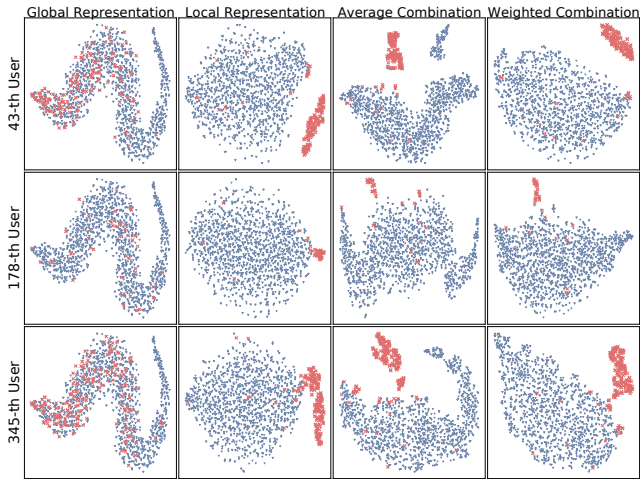 Global Representation Local Representation Average Combination Weighted Combination
43-th User
178-th User
345-th User